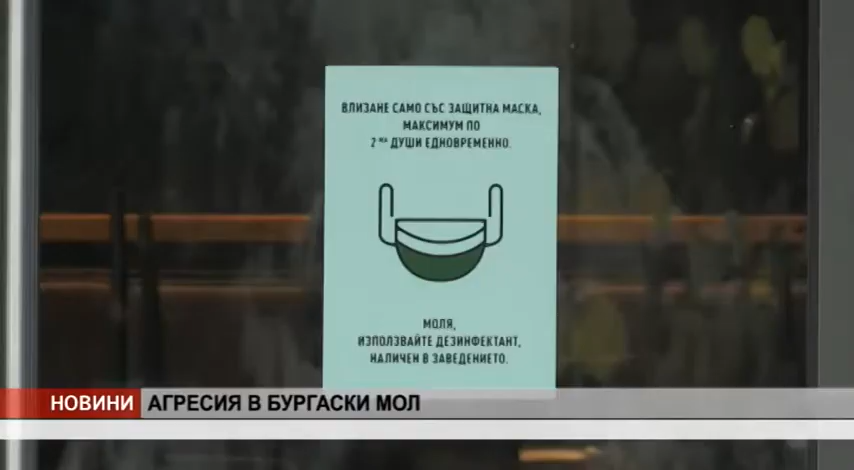 ВЛИЗАНЕ САМО СЪС ЗАЩИТНА МАСКА,
МАКСИМУМ ПО
2 МА ДУШИ ЕДНОВРЕМЕННО.
МОЛЯ,
ИЗПОЛЗВАЙТЕ ДЕЗИНФЕКТАНТ,
НАЛИЧЕН В ЗАВЕДЕНИЕТО.
НОВИНИ АГРЕСИЯ В БУРГАСКИ МОЛ